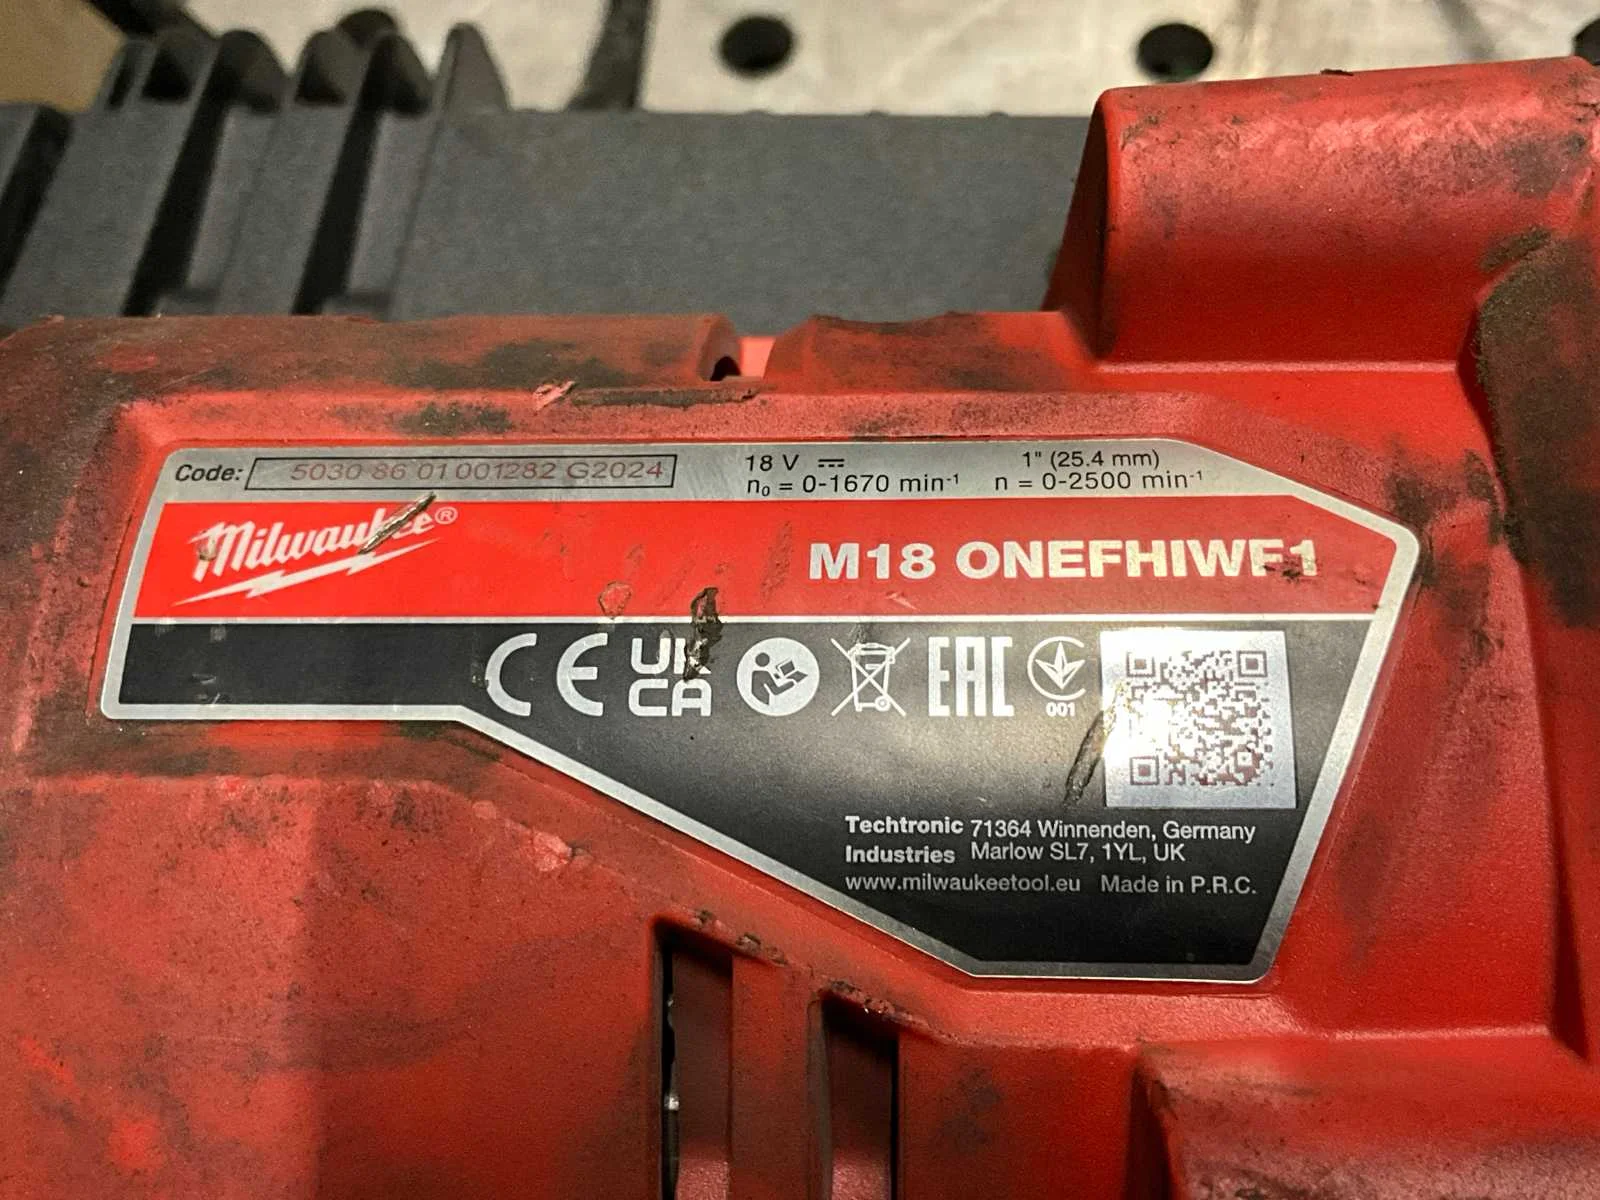 Code: 5030 86 01 001282 G2024
18 V ⎓ 1" (25.4 mm)
n₀ = 0-1670 min⁻¹ n = 0-2500 min⁻¹
Milwaukee®
M18 ONEFHIWF1
CE UK CA EAC
001
Techtronic Industries
71364 Winnenden, Germany
Marlow SL7, 1YL, UK
www.milwaukeetool.eu Made in P.R.C.